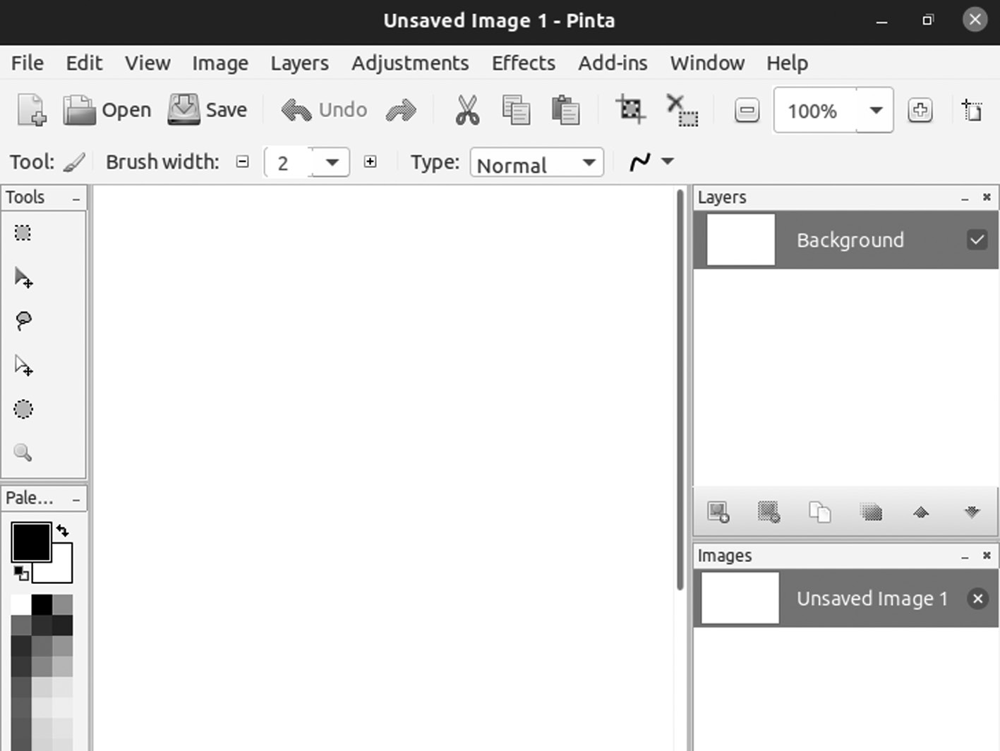 Unsaved Image 1 - Pinta
File Edit View Image Layers Adjustments Effects Add-ins Window Help
Open Save Undo 100%
Tool: Brush width: 2 Type: Normal
Tools
Layers
Background
Pale...
Images
Unsaved Image 1